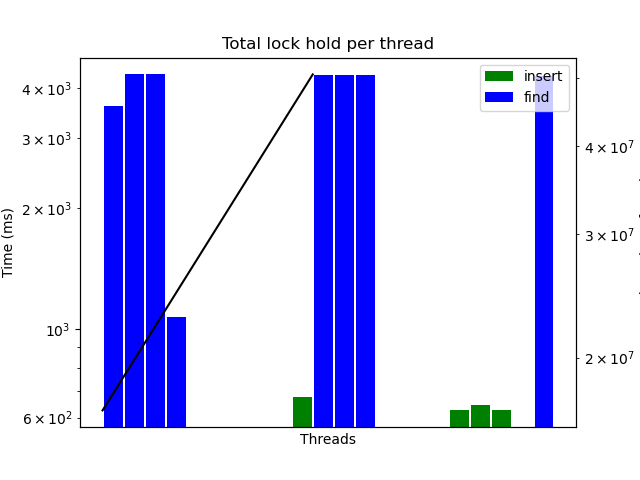 Total lock hold per thread
insert
find
4 × 10³
3 × 10³
2 × 10³
10³
6 × 10²
Time (ms)
4 × 10⁷
3 × 10⁷
2 × 10⁷
Threads